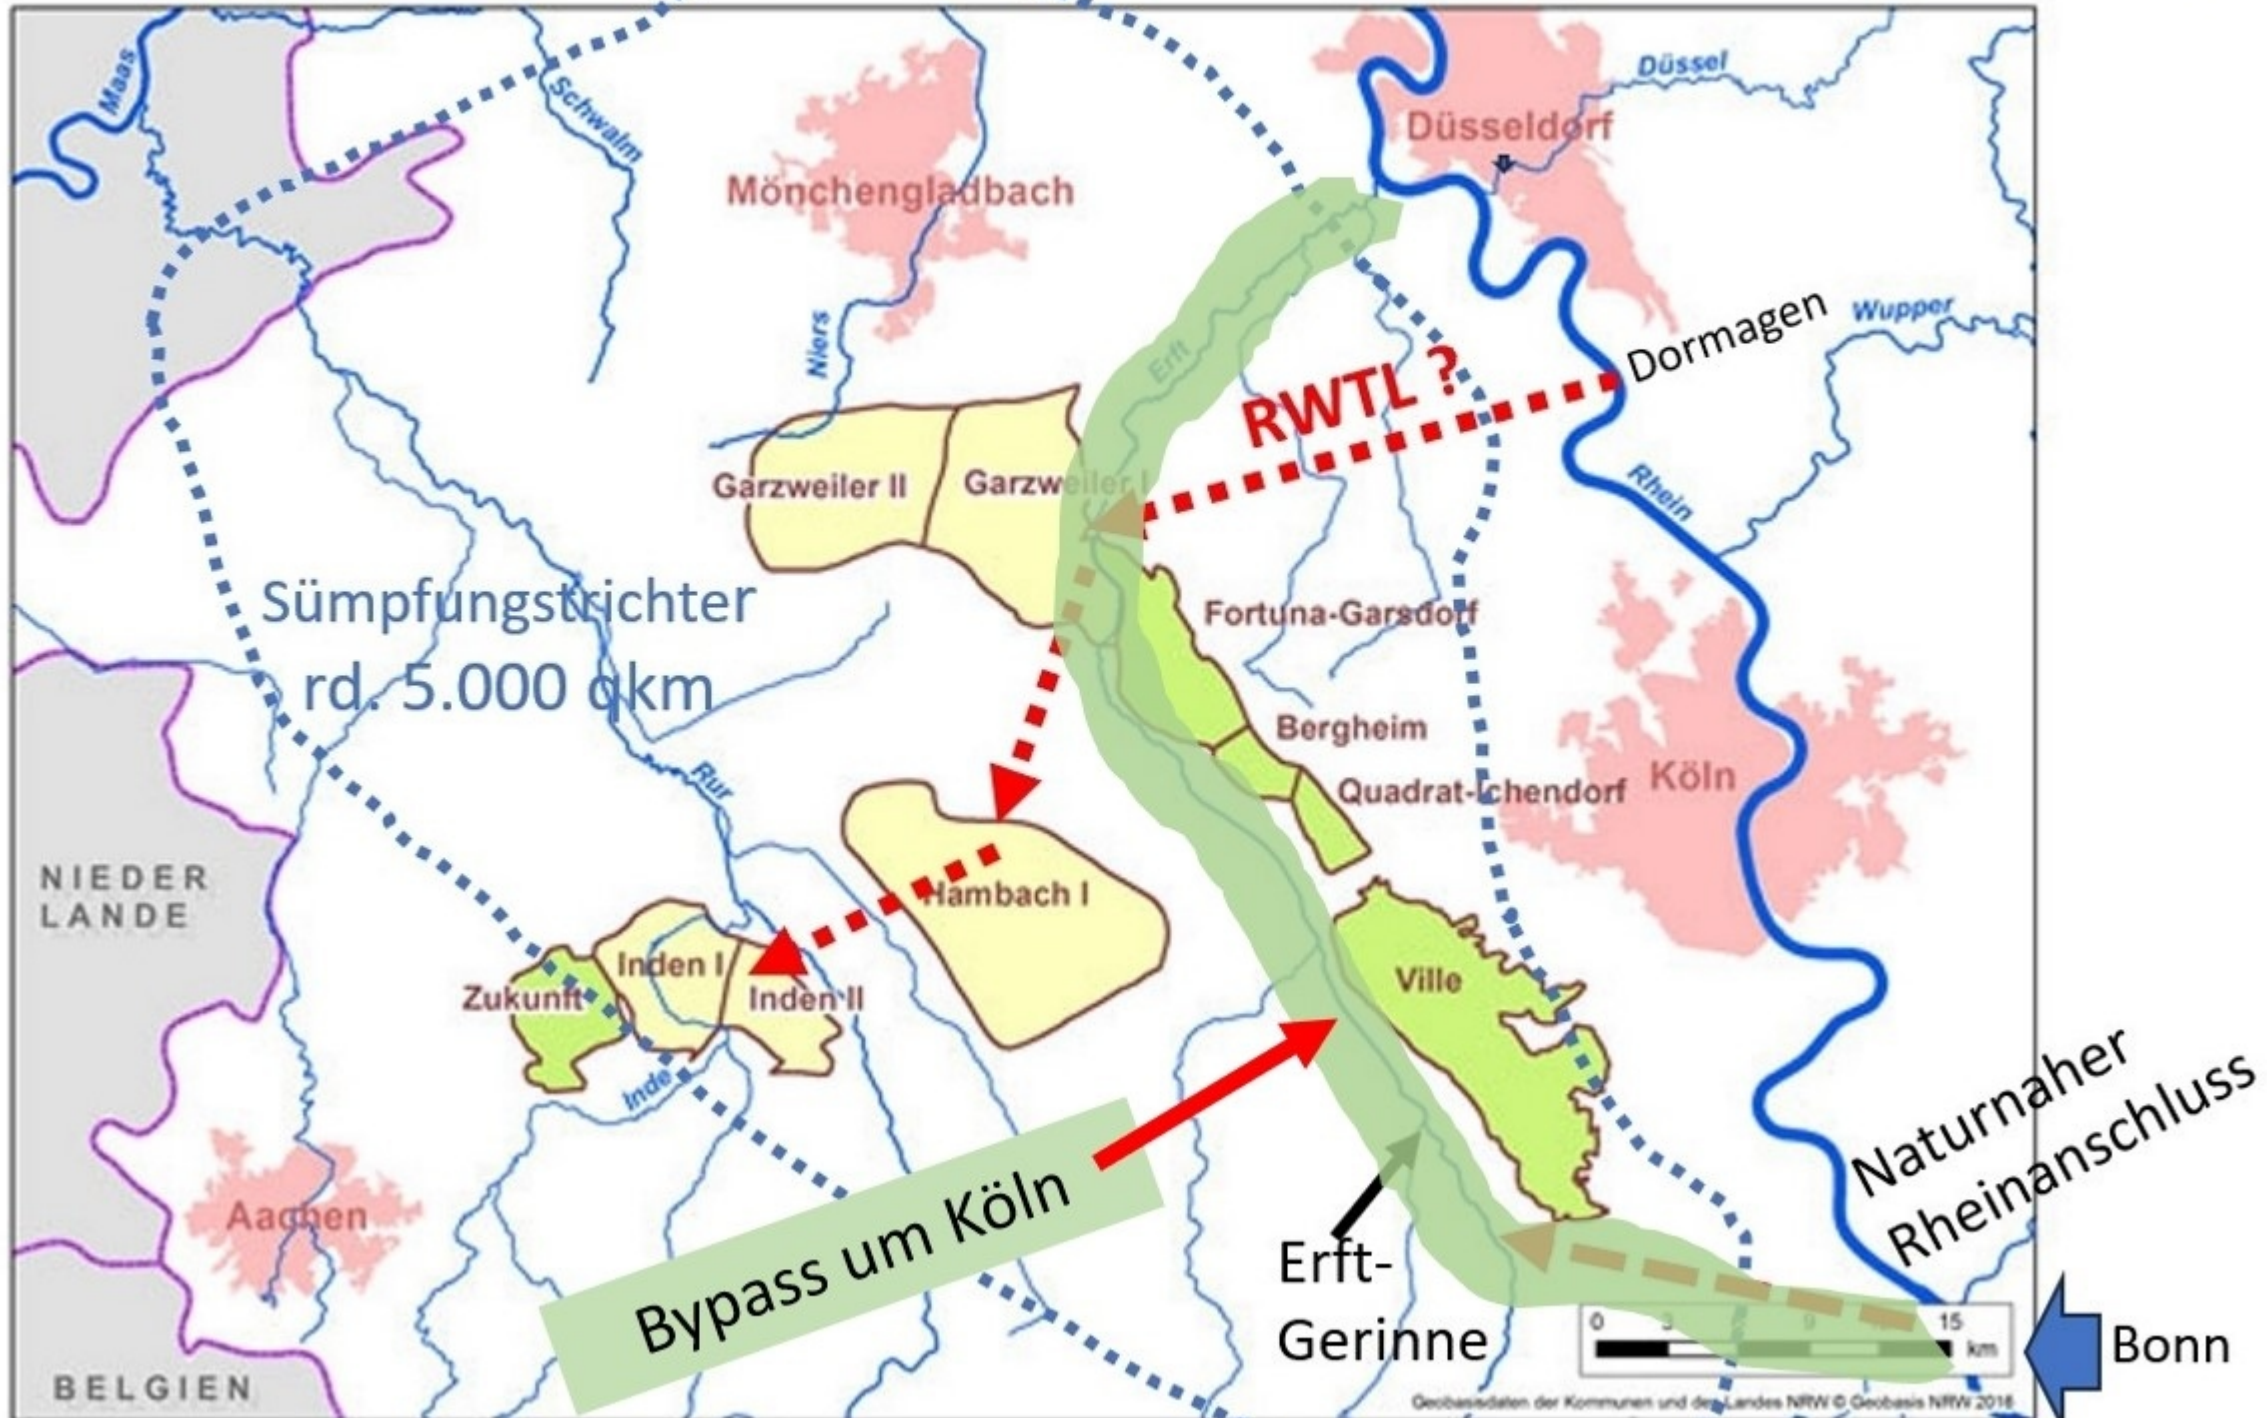 Maas
Schwalm
Düssel
Düsseldorf
Mönchengladbach
Niers
Erft
Dormagen
Wupper
RWTL ?
Garzweiler II
Garzweiler I
Rhein
Sümpfungstrichter
rd. 5.000 qkm
Fortuna-Garsdorf
Bergheim
Quadrat-Ichendorf
Köln
Rur
NIEDER
LANDE
Hambach I
Inden I
Zukunft
Inden II
Ville
Inde
Naturnaher
Rheinanschluss
Aachen
Bypass um Köln
Erft-
Gerinne
0 3 9 15
km
Bonn
BELGIEN
Geobasisdaten der Kommunen und des Landes NRW © Geobasis NRW 2016